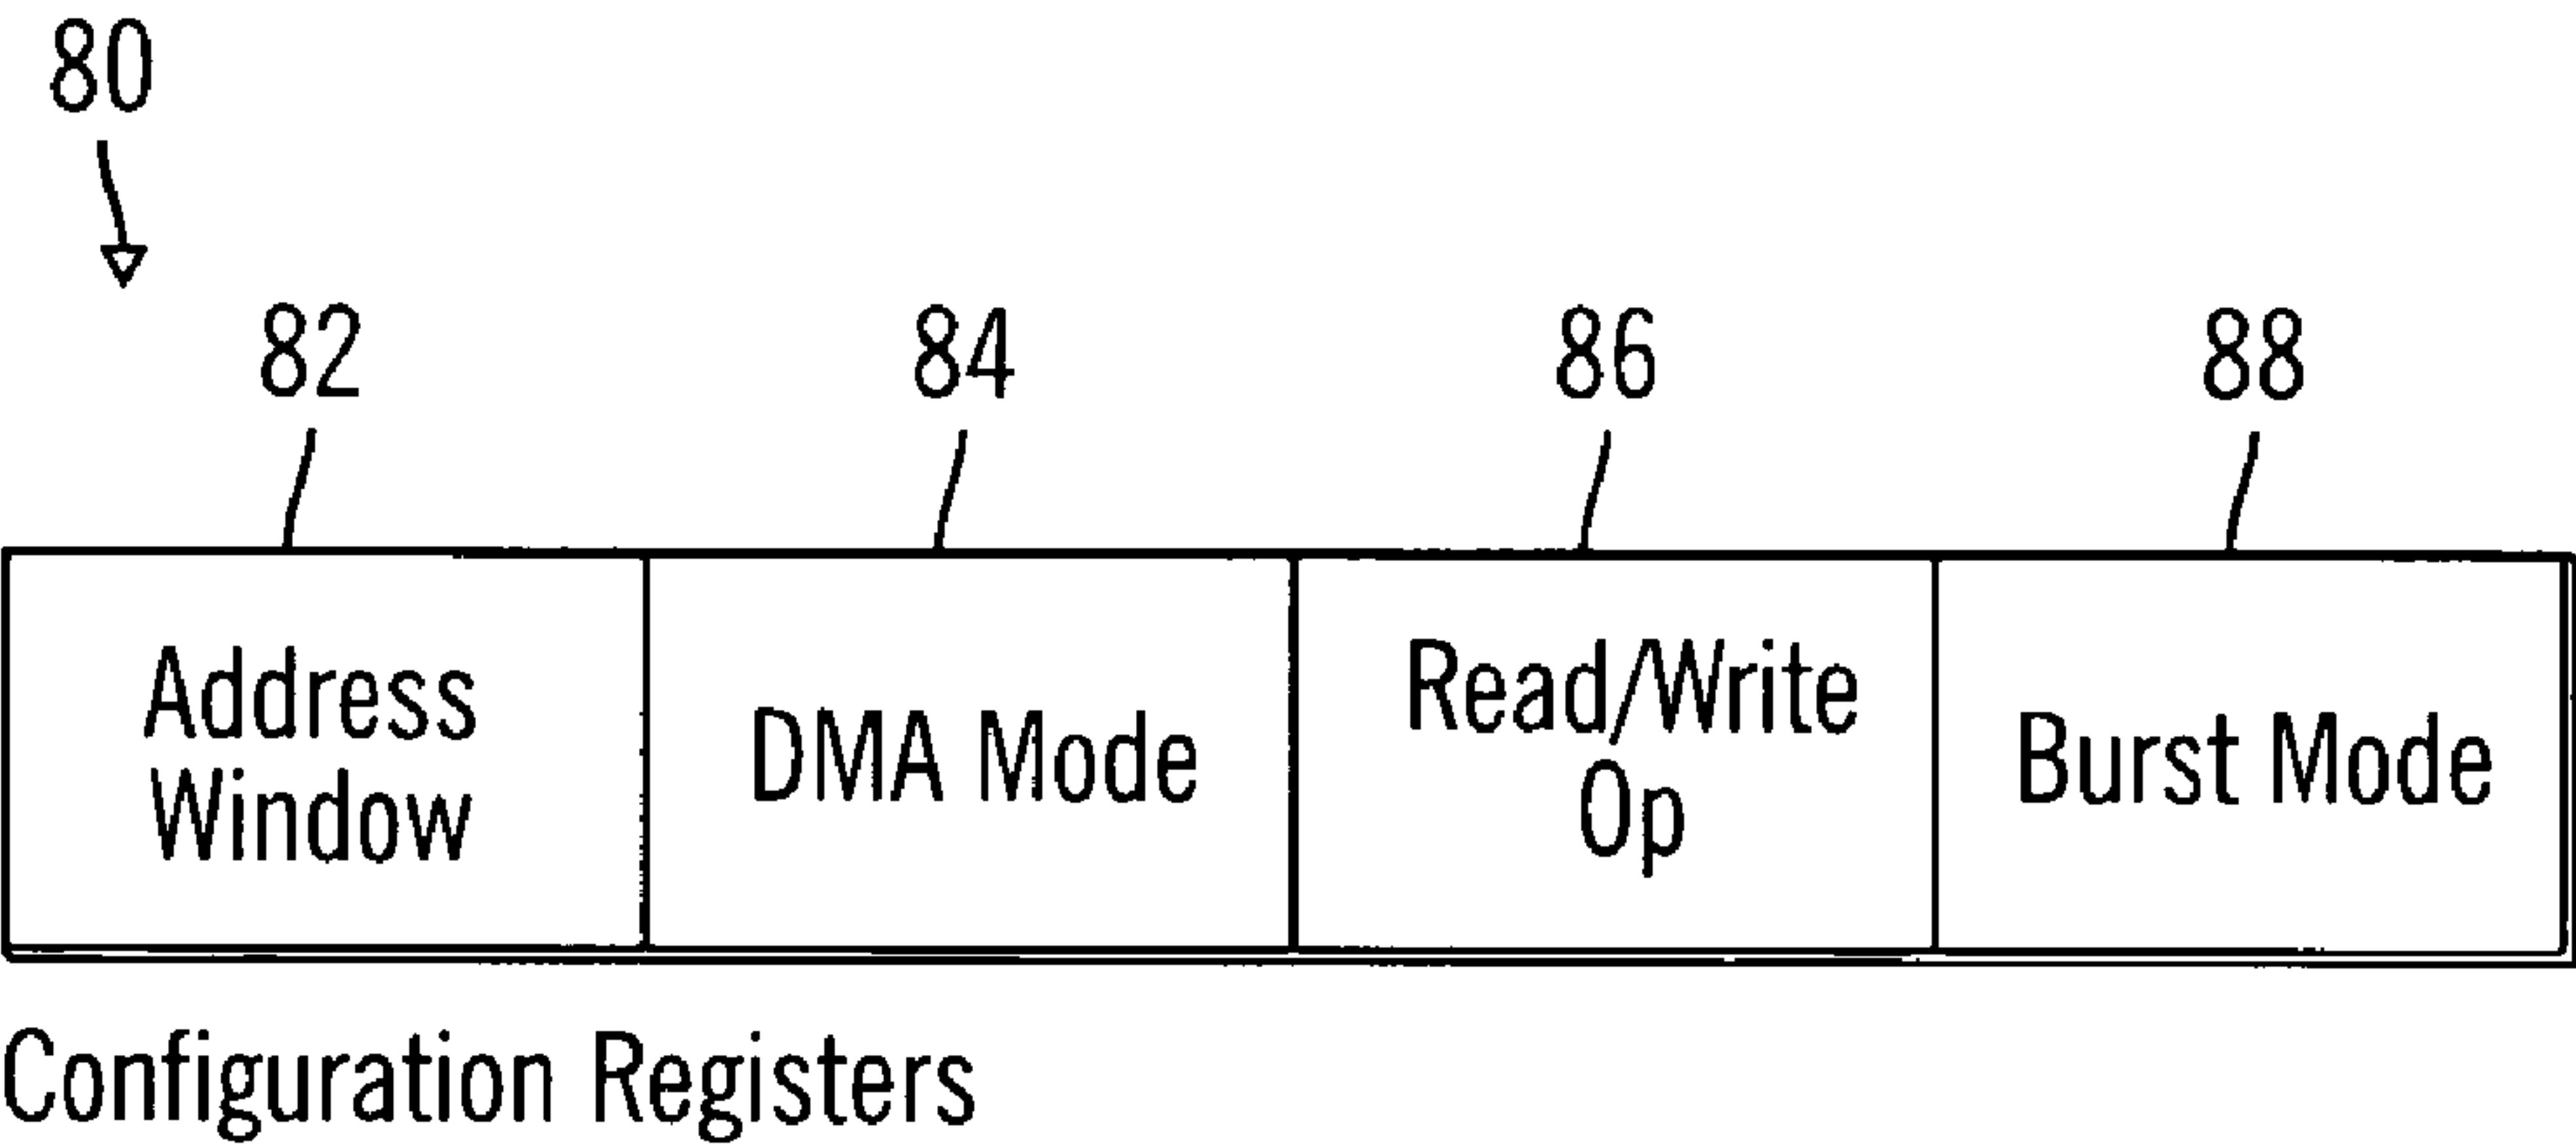 80
82
84
86
88
Address
Window
DMA Mode
Read/Write
Op
Burst Mode
Configuration Registers